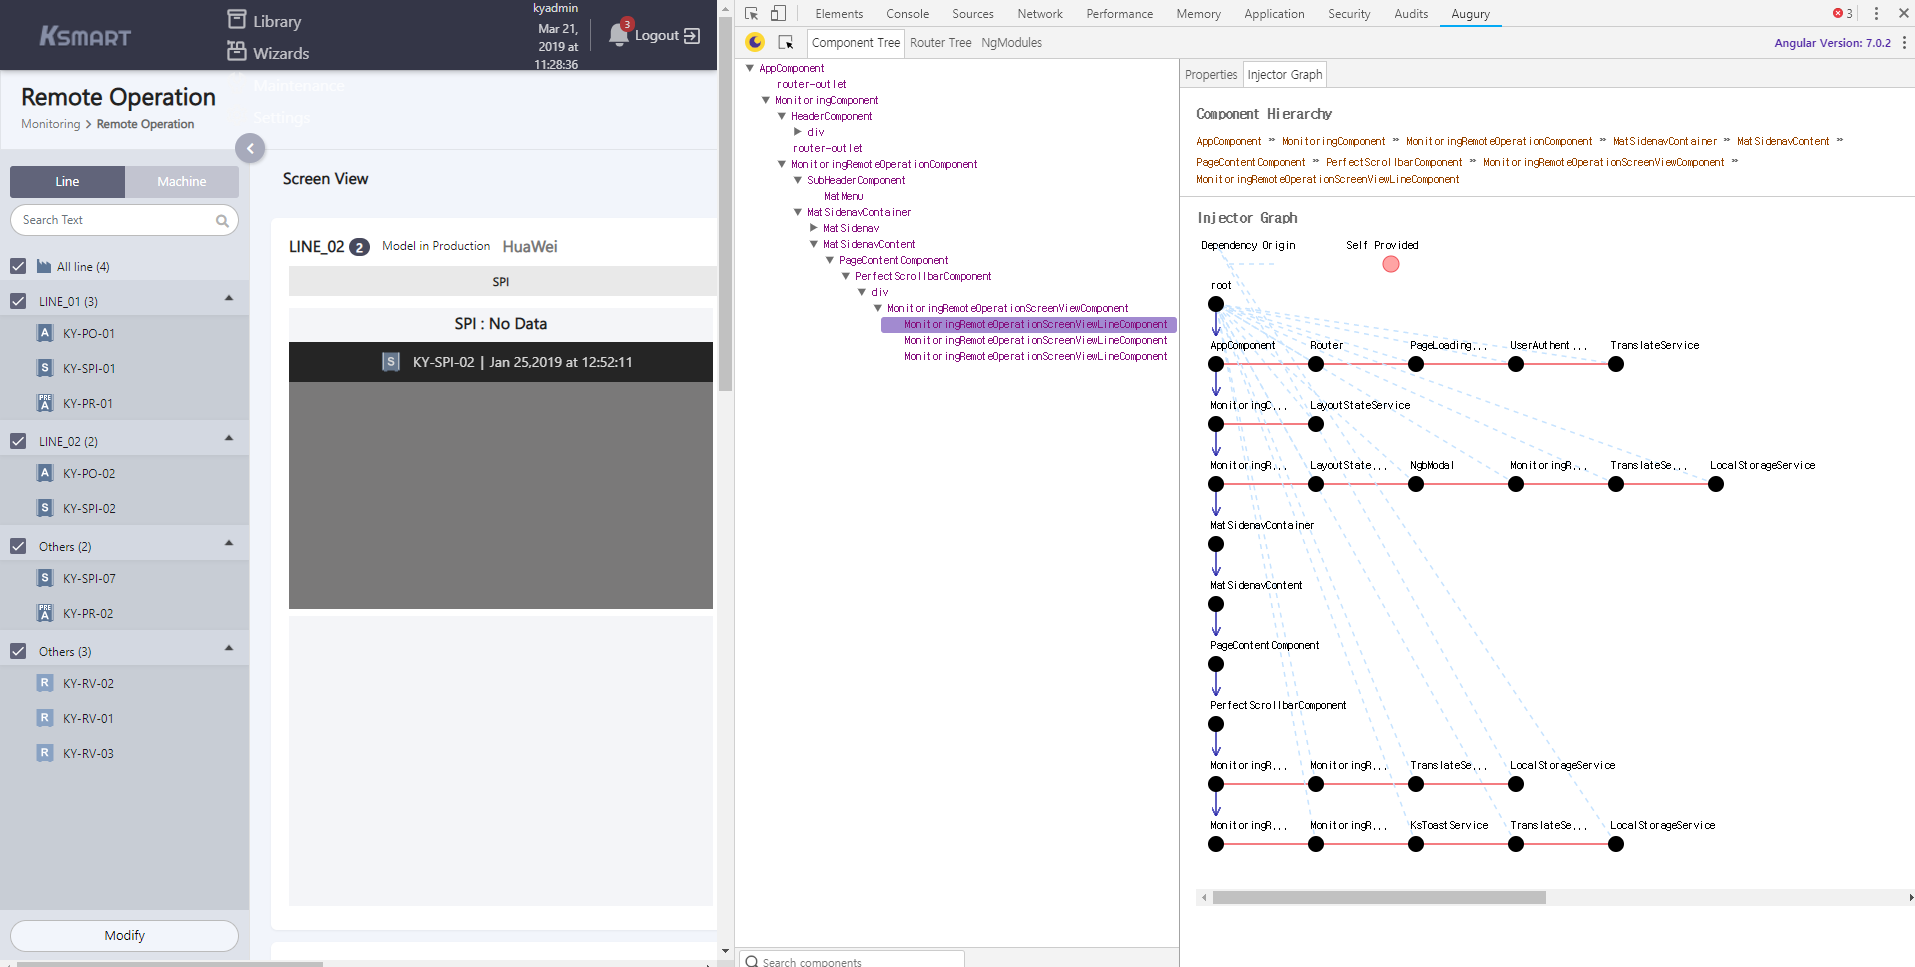 KSMART
Library
Wizards
Maintenance
Settings
kyadmin
Mar 21,
2019 at
11:28:36
3
Logout
Remote Operation
Monitoring > Remote Operation
Line
Machine
Search Text
All line (4)
LINE_01 (3)
A KY-PO-01
S KY-SPI-01
PRE A KY-PR-01
LINE_02 (2)
A KY-PO-02
S KY-SPI-02
Others (2)
S KY-SPI-07
PRE A KY-PR-02
Others (3)
R KY-RV-02
R KY-RV-01
R KY-RV-03
Modify
Screen View
LINE_02 2 Model in Production HuaWei
SPI
SPI : No Data
S KY-SPI-02 | Jan 25,2019 at 12:52:11
Elements Console Sources Network Performance Memory Application Security Audits Augury 3
Component Tree Router Tree NgModules
Angular Version: 7.0.2
AppComponent
router-outlet
MonitoringComponent
HeaderComponent
div
router-outlet
MonitoringRemoteOperationComponent
SubHeaderComponent
MatMenu
MatSidenavContainer
MatSidenav
MatSidenavContent
PageContentComponent
PerfectScrollbarComponent
div
MonitoringRemoteOperationScreenViewComponent
MonitoringRemoteOperationScreenViewLineComponent
MonitoringRemoteOperationScreenViewLineComponent
MonitoringRemoteOperationScreenViewLineComponent
Search components
Properties Injector Graph
Component Hierarchy
AppComponent » MonitoringComponent » MonitoringRemoteOperationComponent » MatSidenavContainer » MatSidenavContent »
PageContentComponent » PerfectScrollbarComponent » MonitoringRemoteOperationScreenViewComponent »
MonitoringRemoteOperationScreenViewLineComponent
Injector Graph
Dependency Origin Self Provided
root
AppComponent Router PageLoading... UserAuthent... TranslateService
MonitoringC... LayoutStateService
MonitoringR... LayoutState... NgbModal MonitoringR... TranslateSe... LocalStorageService
MatSidenavContainer
MatSidenavContent
PageContentComponent
PerfectScrollbarComponent
MonitoringR... MonitoringR... TranslateSe... LocalStorageService
MonitoringR... MonitoringR... KsToastService TranslateSe... LocalStorageService